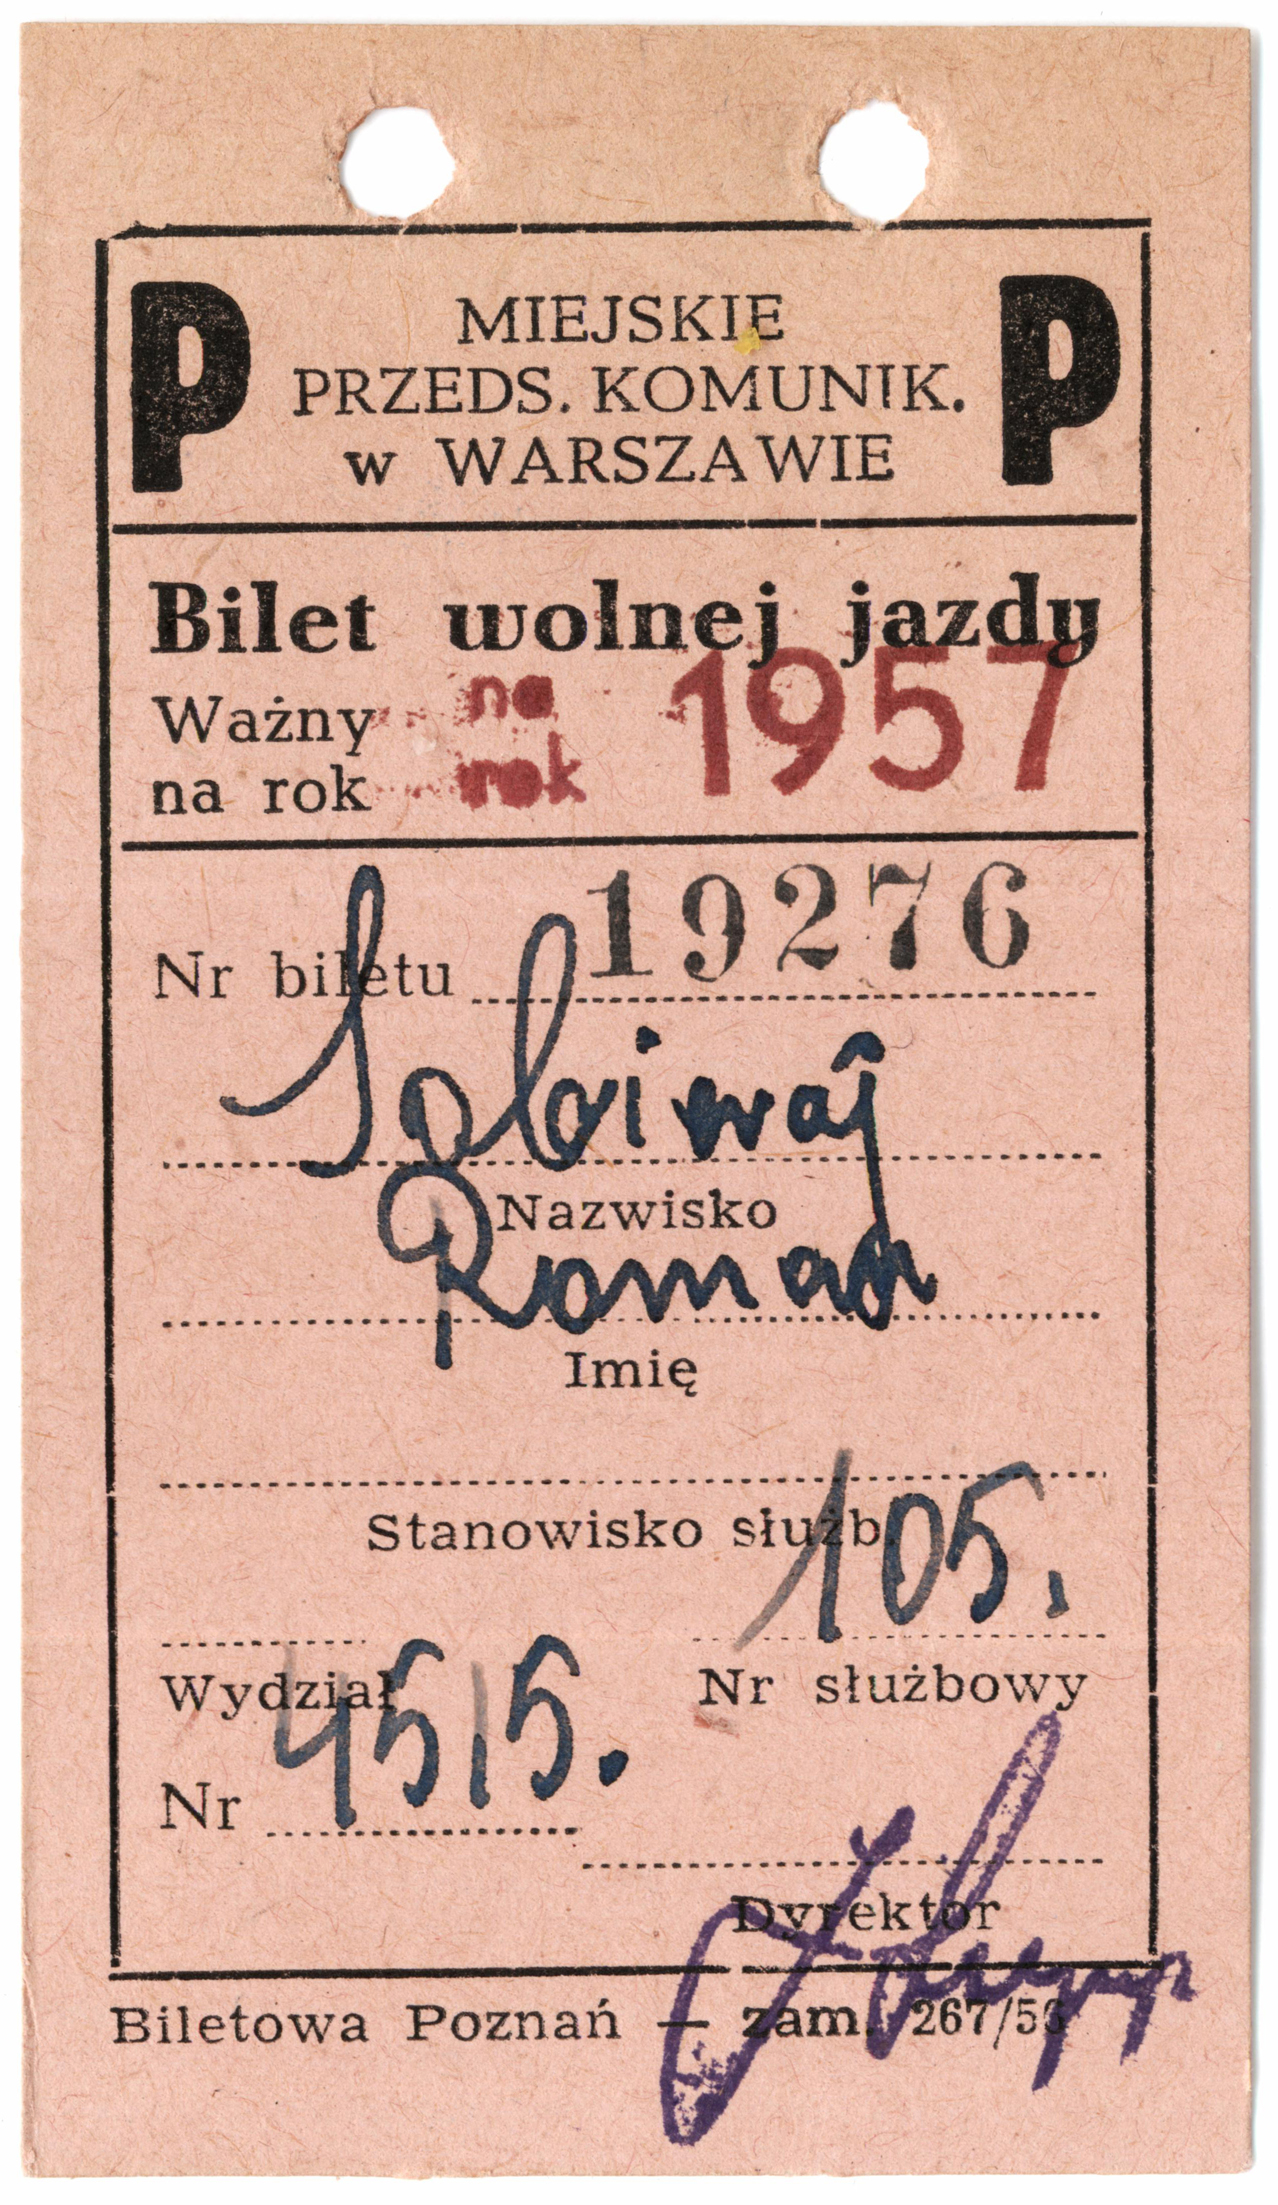 P MIEJSKIE P
PRZEDS. KOMUNIK.
w WARSZAWIE
Bilet wolnej jazdy
Ważny na 1957
na rok rok
Nr biletu 19276
Sobieraj
Nazwisko
Roman
Imię
Stanowisko służb.
105.
Wydział Nr służbowy
Nr 4515.
Dyrektor
Biletowa Poznań — zam. 267/56